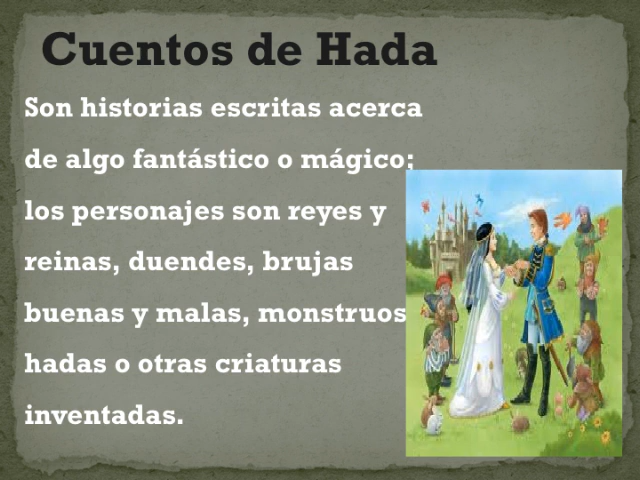 Cuentos de Hada
Son historias escritas acerca
de algo fantástico o mágico;
los personajes son reyes y
reinas, duendes, brujas
buenas y malas, monstruos
hadas o otras criaturas
inventadas.